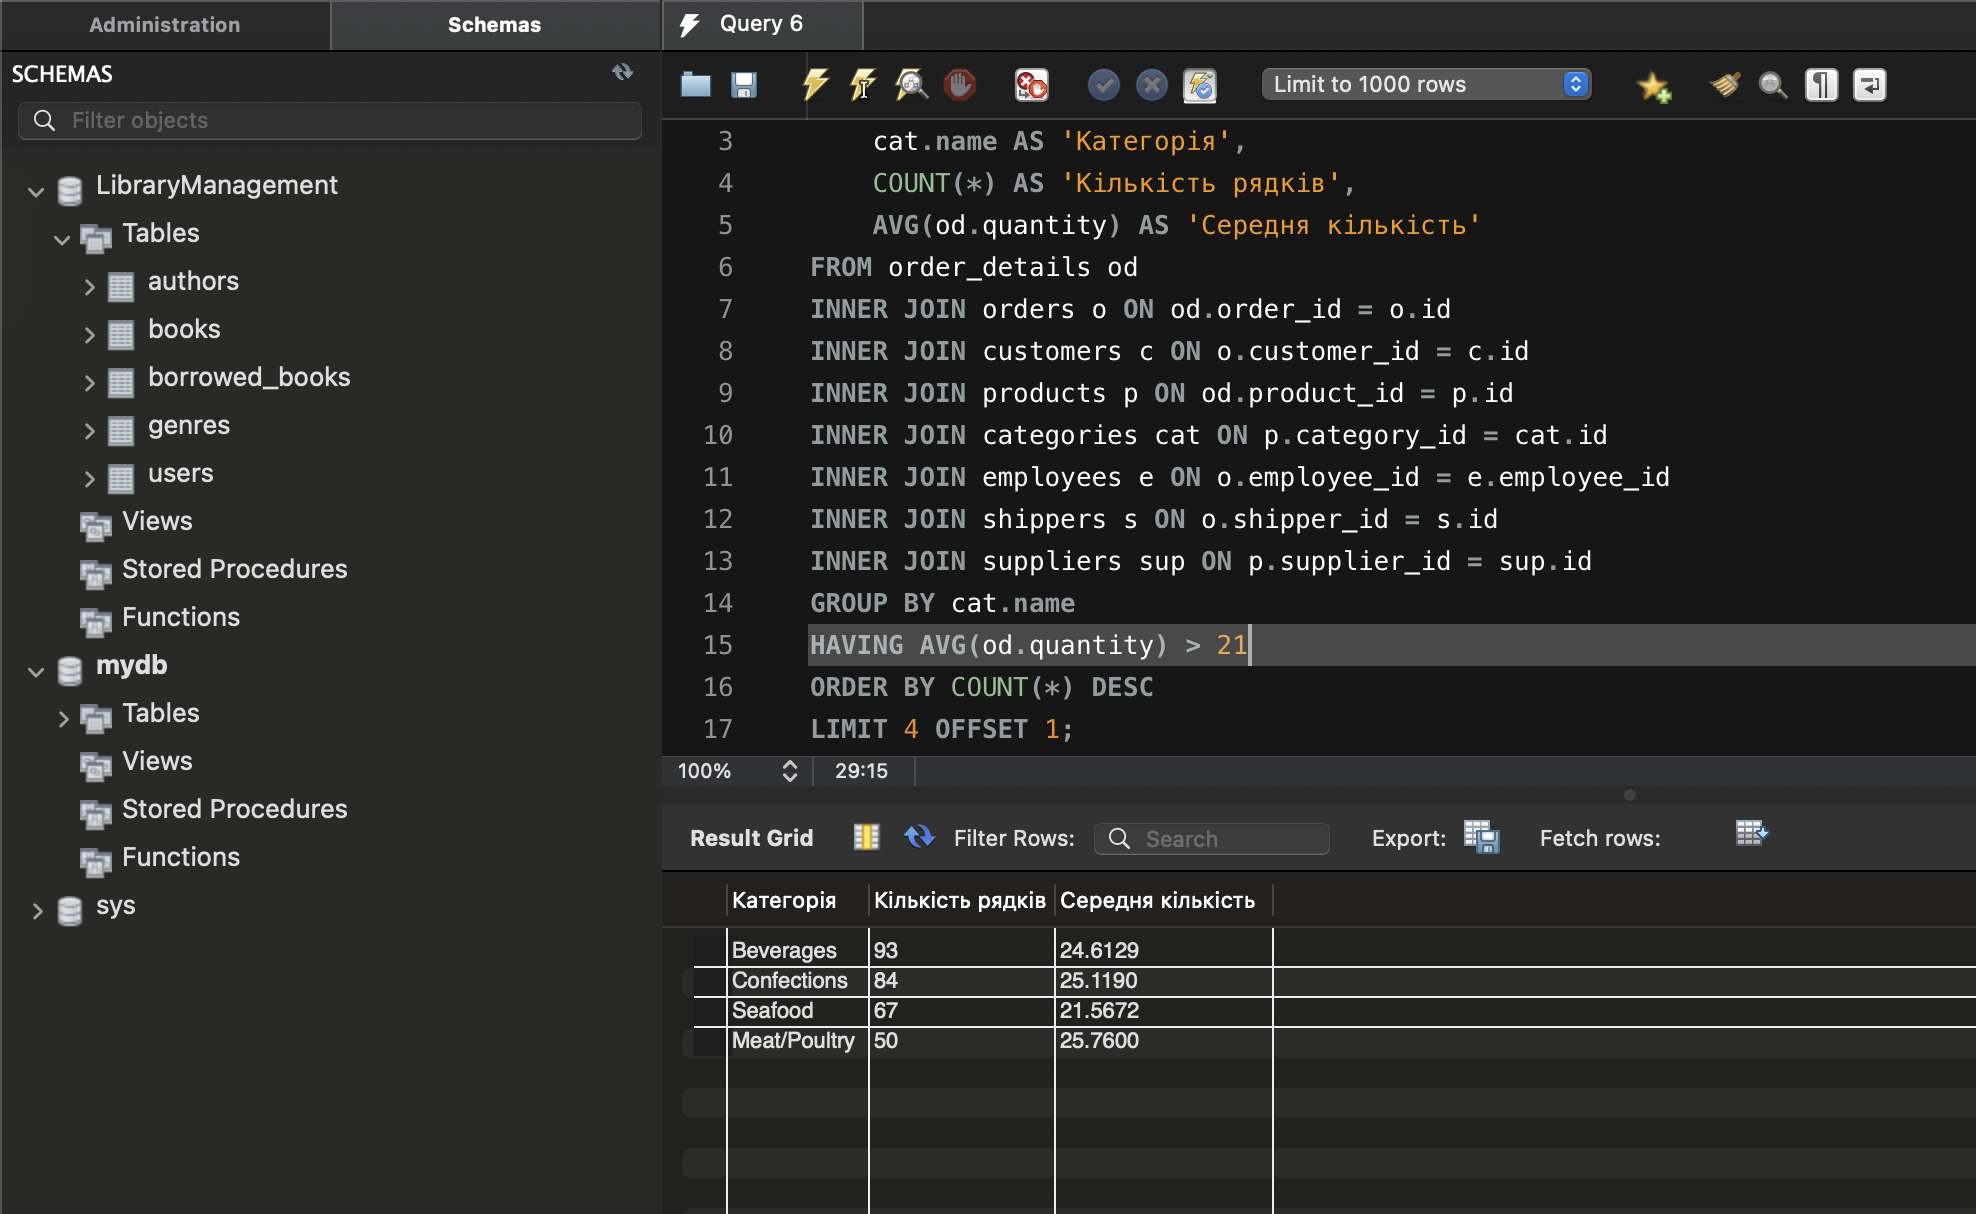 Administration
Schemas
SCHEMAS
Filter objects
LibraryManagement
Tables
authors
books
borrowed_books
genres
users
Views
Stored Procedures
Functions
mydb
Tables
Views
Stored Procedures
Functions
sys
Query 6
Limit to 1000 rows
3 cat.name AS 'Категорія',
4 COUNT(*) AS 'Кількість рядків',
5 AVG(od.quantity) AS 'Середня кількість'
6 FROM order_details od
7 INNER JOIN orders o ON od.order_id = o.id
8 INNER JOIN customers c ON o.customer_id = c.id
9 INNER JOIN products p ON od.product_id = p.id
10 INNER JOIN categories cat ON p.category_id = cat.id
11 INNER JOIN employees e ON o.employee_id = e.employee_id
12 INNER JOIN shippers s ON o.shipper_id = s.id
13 INNER JOIN suppliers sup ON p.supplier_id = sup.id
14 GROUP BY cat.name
15 HAVING AVG(od.quantity) > 21
16 ORDER BY COUNT(*) DESC
17 LIMIT 4 OFFSET 1;
100% 29:15
Result Grid Filter Rows: Search Export: Fetch rows:
Категорія Кількість рядків Середня кількість
Beverages 93 24.6129
Confections 84 25.1190
Seafood 67 21.5672
Meat/Poultry 50 25.7600